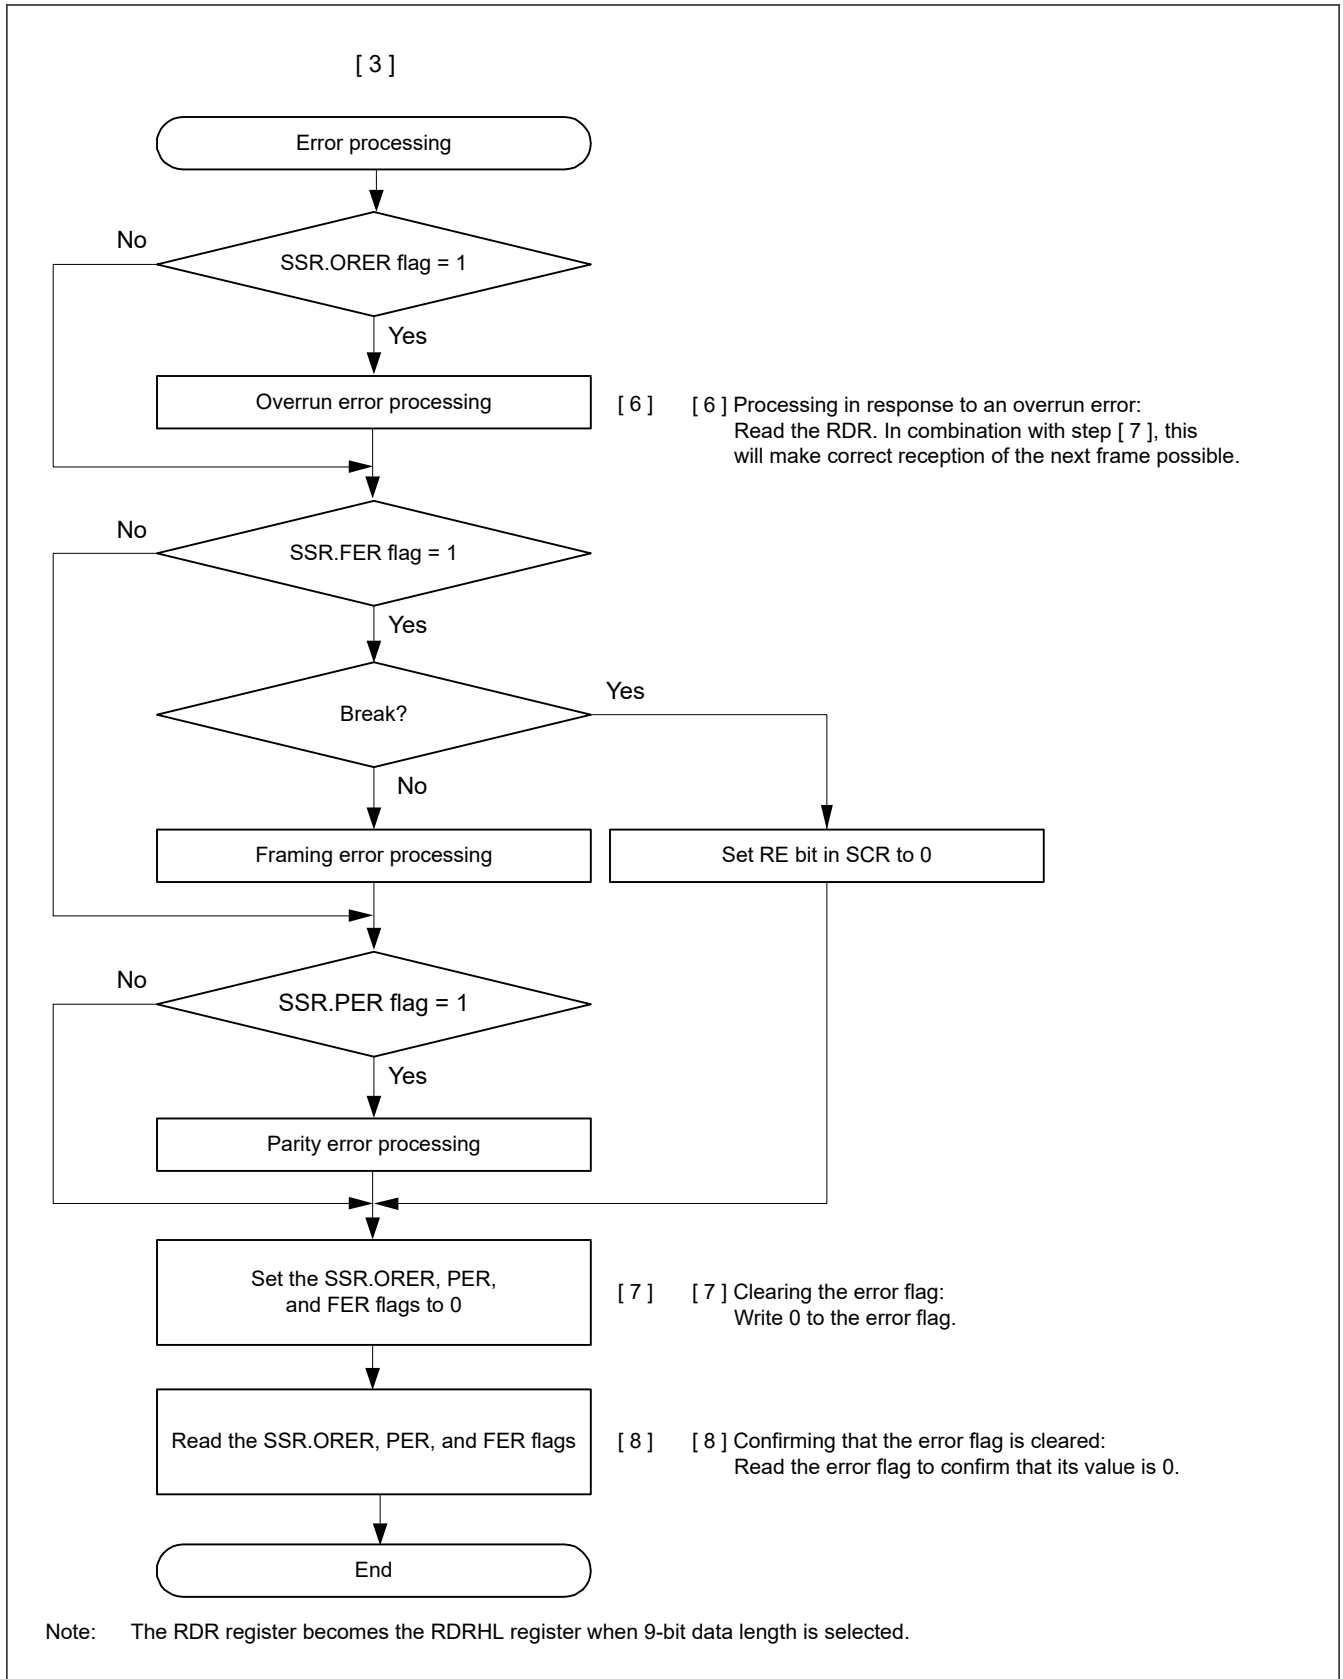 [ 3 ]
Error processing
No
SSR.ORER flag = 1
Yes
Overrun error processing
[ 6 ]
[ 6 ] Processing in response to an overrun error:
Read the RDR. In combination with step [ 7 ], this
will make correct reception of the next frame possible.
No
SSR.FER flag = 1
Yes
Break?
Yes
No
Framing error processing
Set RE bit in SCR to 0
No
SSR.PER flag = 1
Yes
Parity error processing
Set the SSR.ORER, PER,
and FER flags to 0
[ 7 ]
[ 7 ] Clearing the error flag:
Write 0 to the error flag.
Read the SSR.ORER, PER, and FER flags
[ 8 ]
[ 8 ] Confirming that the error flag is cleared:
Read the error flag to confirm that its value is 0.
End
Note: The RDR register becomes the RDRHL register when 9-bit data length is selected.